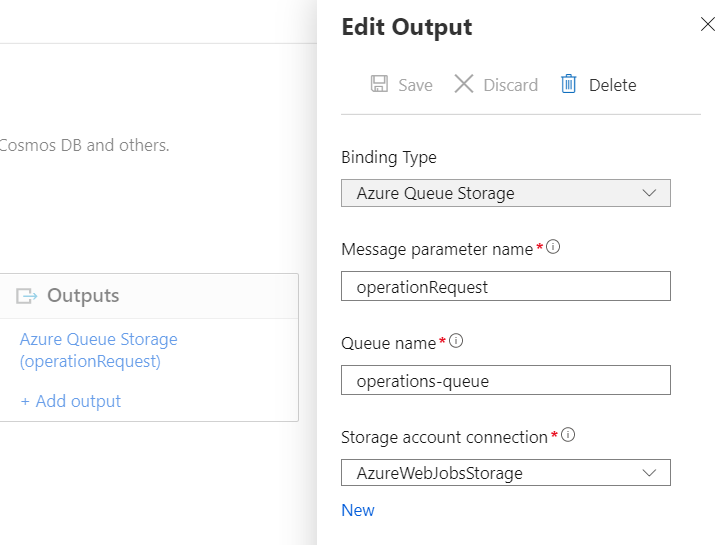 Edit Output
Save Discard Delete
Cosmos DB and others.
Binding Type
Azure Queue Storage
Message parameter name*
operationRequest
Outputs
Azure Queue Storage
(operationRequest)
+ Add output
Queue name*
operations-queue
Storage account connection*
AzureWebJobsStorage
New